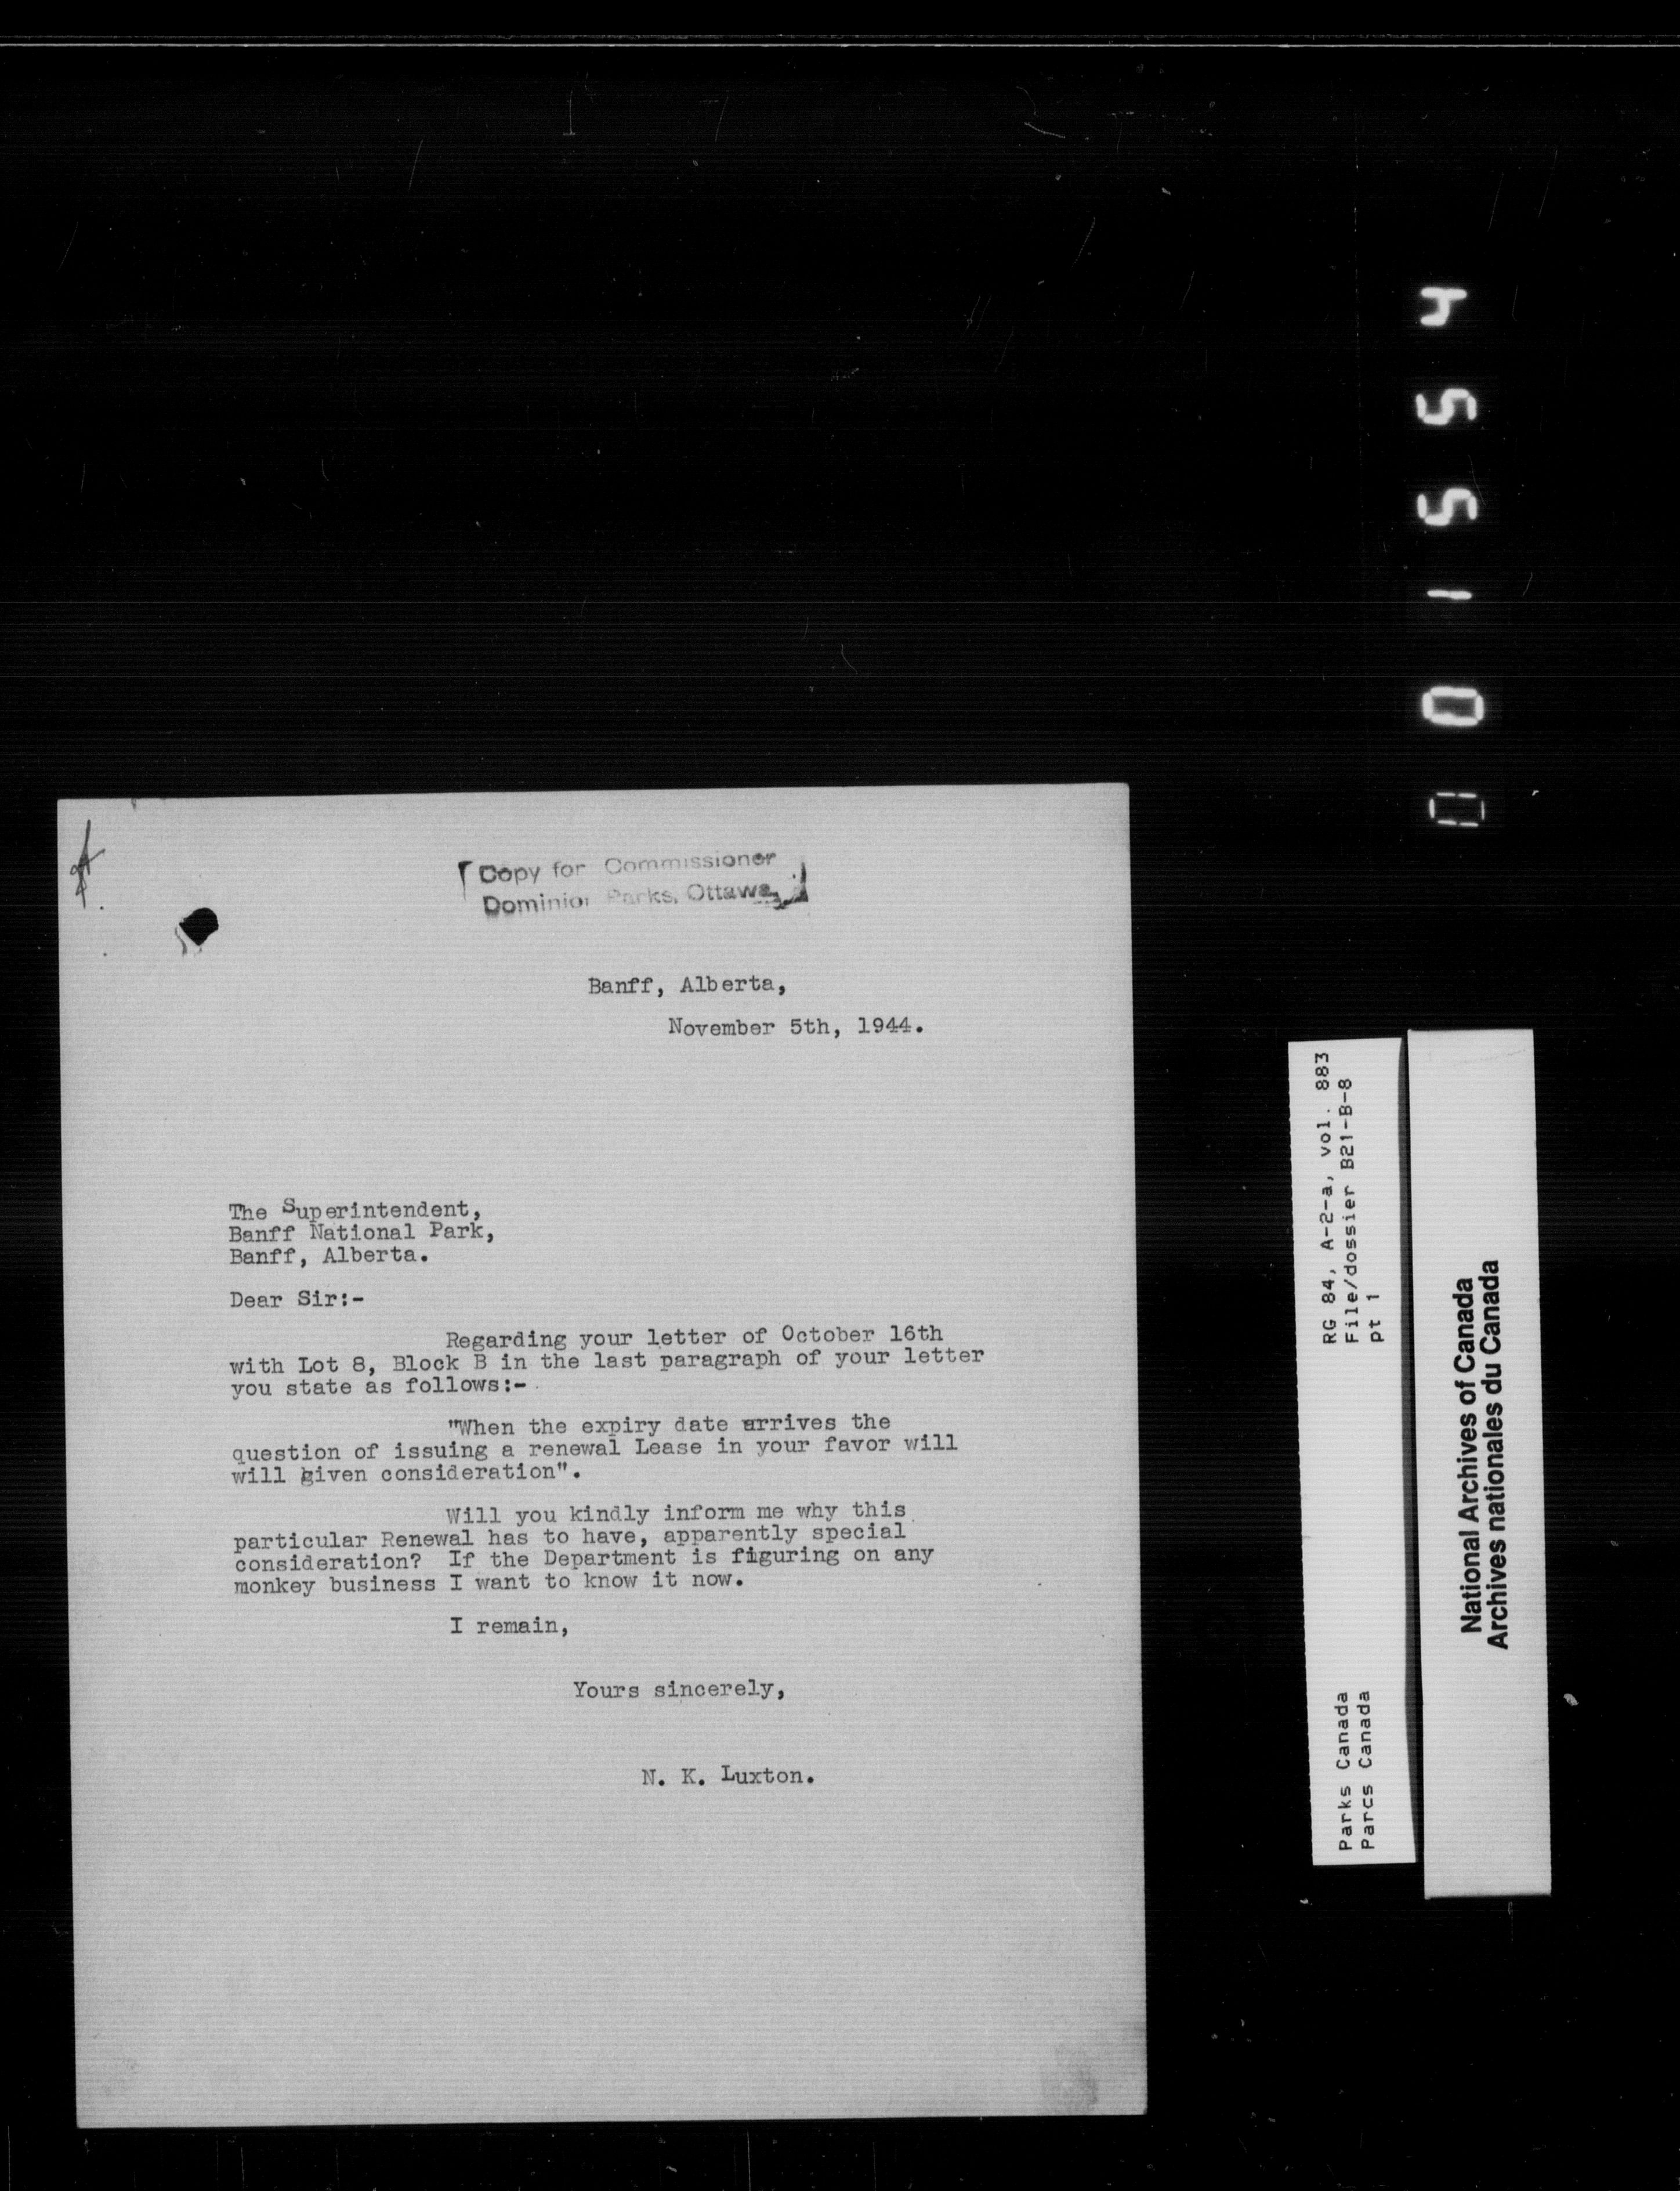 Copy for Commissioner
Dominion Parks, Ottawa
Banff, Alberta,
November 5th, 1944.
The Superintendent,
Banff National Park,
Banff, Alberta.
Dear Sir:-
Regarding your letter of October 16th
with Lot 8, Block B in the last paragraph of your letter
you state as follows:-
"When the expiry date arrives the
question of issuing a renewal Lease in your favor will
will given consideration".
Will you kindly inform me why this
particular Renewal has to have, apparently special
consideration? If the Department is figuring on any
monkey business I want to know it now.
I remain,
Yours sincerely,
N. K. Luxton.
001554
RG 84, A-2-a, vol. 883
File/dossier B21-B-8
pt 1
Parks Canada
Parcs Canada
National Archives of Canada
Archives nationales du Canada